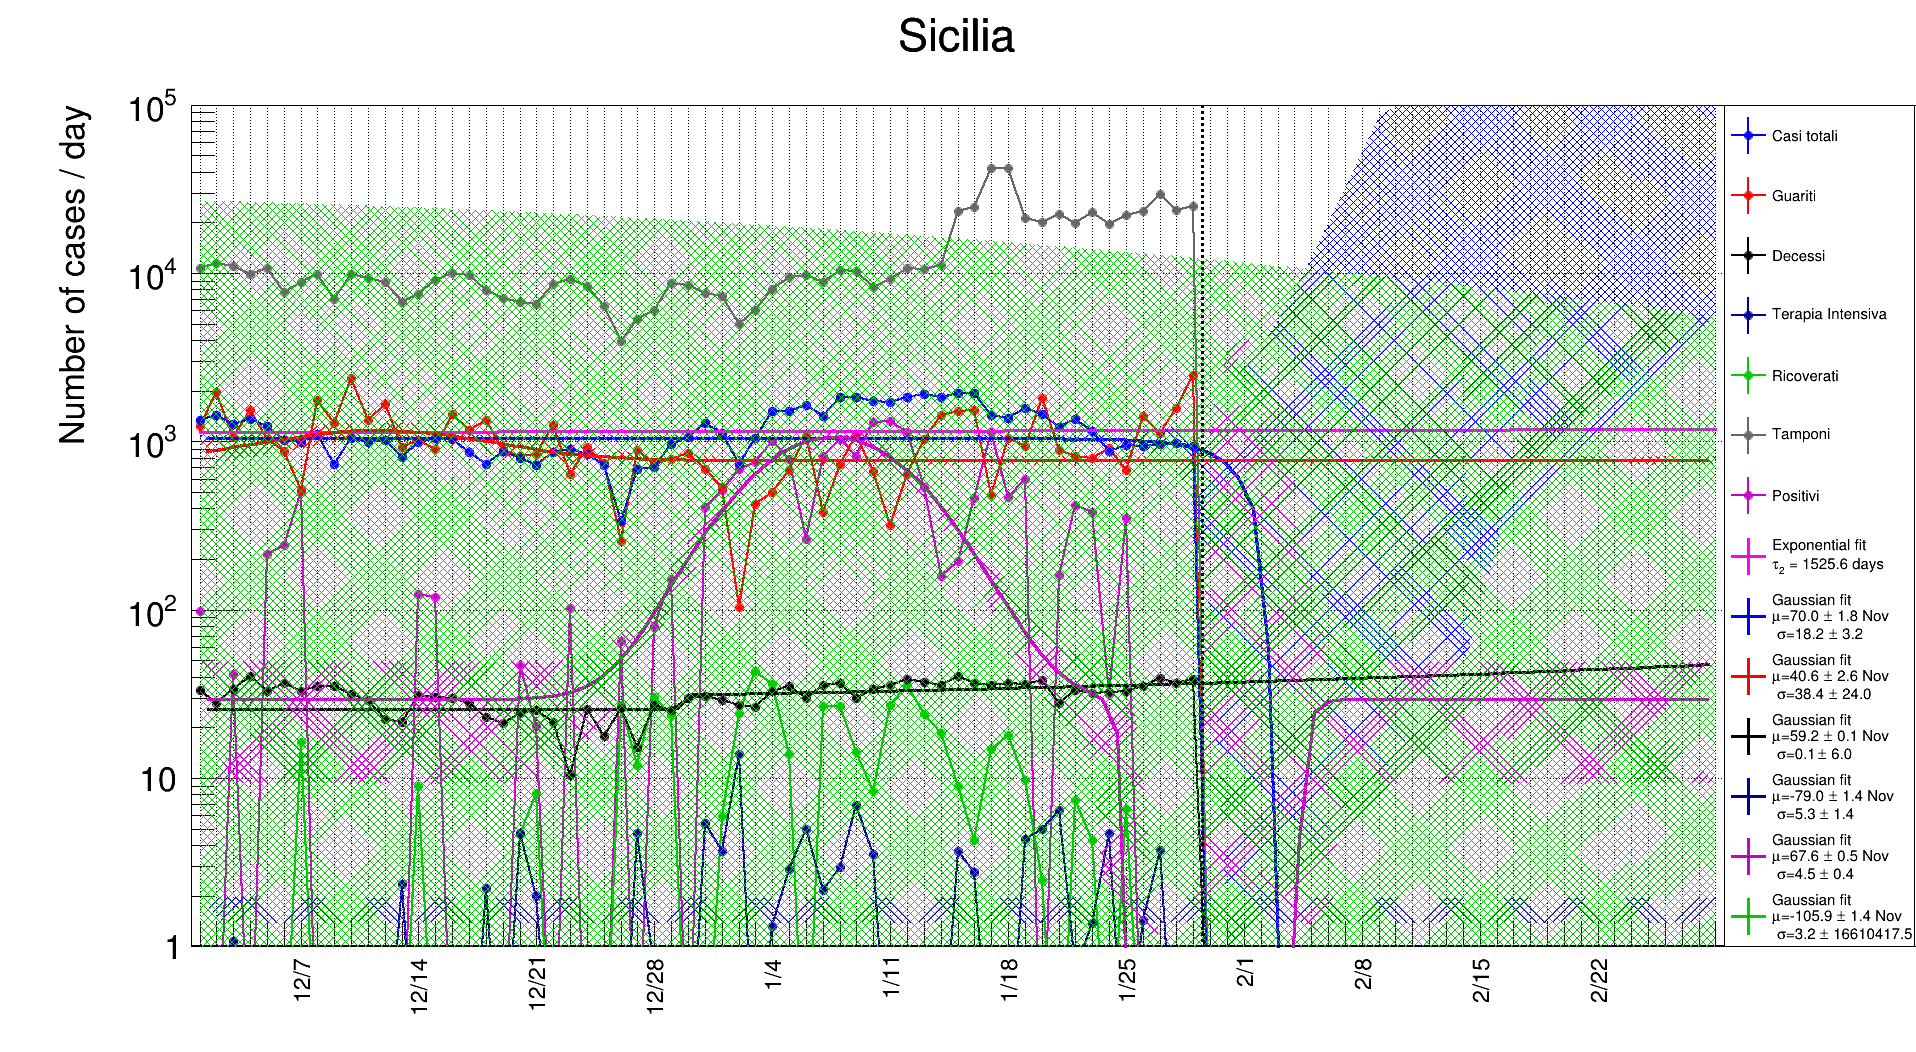 Sicilia
Number of cases / day
10^5
10^4
10^3
10^2
10
1
12/7
12/14
12/21
12/28
1/4
1/11
1/18
1/25
2/1
2/8
2/15
2/22
Casi totali
Guariti
Decessi
Terapia Intensiva
Ricoverati
Tamponi
Positivi
Exponential fit
τ₂ = 1525.6 days
Gaussian fit
μ=70.0 ± 1.8 Nov
σ=18.2 ± 3.2
Gaussian fit
μ=40.6 ± 2.6 Nov
σ=38.4 ± 24.0
Gaussian fit
μ=59.2 ± 0.1 Nov
σ=0.1 ± 6.0
Gaussian fit
μ=-79.0 ± 1.4 Nov
σ=5.3 ± 1.4
Gaussian fit
μ=67.6 ± 0.5 Nov
σ=4.5 ± 0.4
Gaussian fit
μ=-105.9 ± 1.4 Nov
σ=3.2 ± 16610417.5